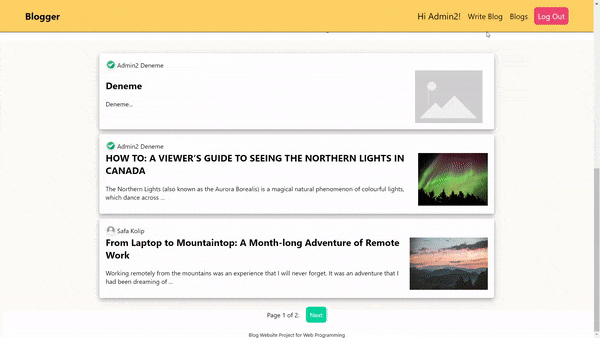 Blogger
Hi Admin2!
Write Blog
Blogs
Log Out
Admin2 Deneme
Deneme
Deneme...
Admin2 Deneme
HOW TO: A VIEWER'S GUIDE TO SEEING THE NORTHERN LIGHTS IN
CANADA
The Northern Lights (also known as the Aurora Borealis) is a magical natural phenomenon of colourful lights,
which dance across ...
Safa Kolip
From Laptop to Mountaintop: A Month-long Adventure of Remote
Work
Working remotely from the mountains was an experience that I will never forget. It was an adventure that I
had been dreaming of ...
Page 1 of 2.
Next
Blog Website Project for Web Programming